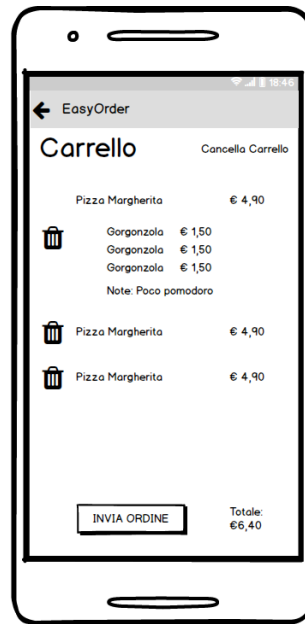 18:46
EasyOrder
Carrello Cancella Carrello
Pizza Margherita € 4,90
Gorgonzola € 1,50
Gorgonzola € 1,50
Gorgonzola € 1,50
Note: Poco pomodoro
Pizza Margherita € 4,90
Pizza Margherita € 4,90
INVIA ORDINE
Totale:
€6,40